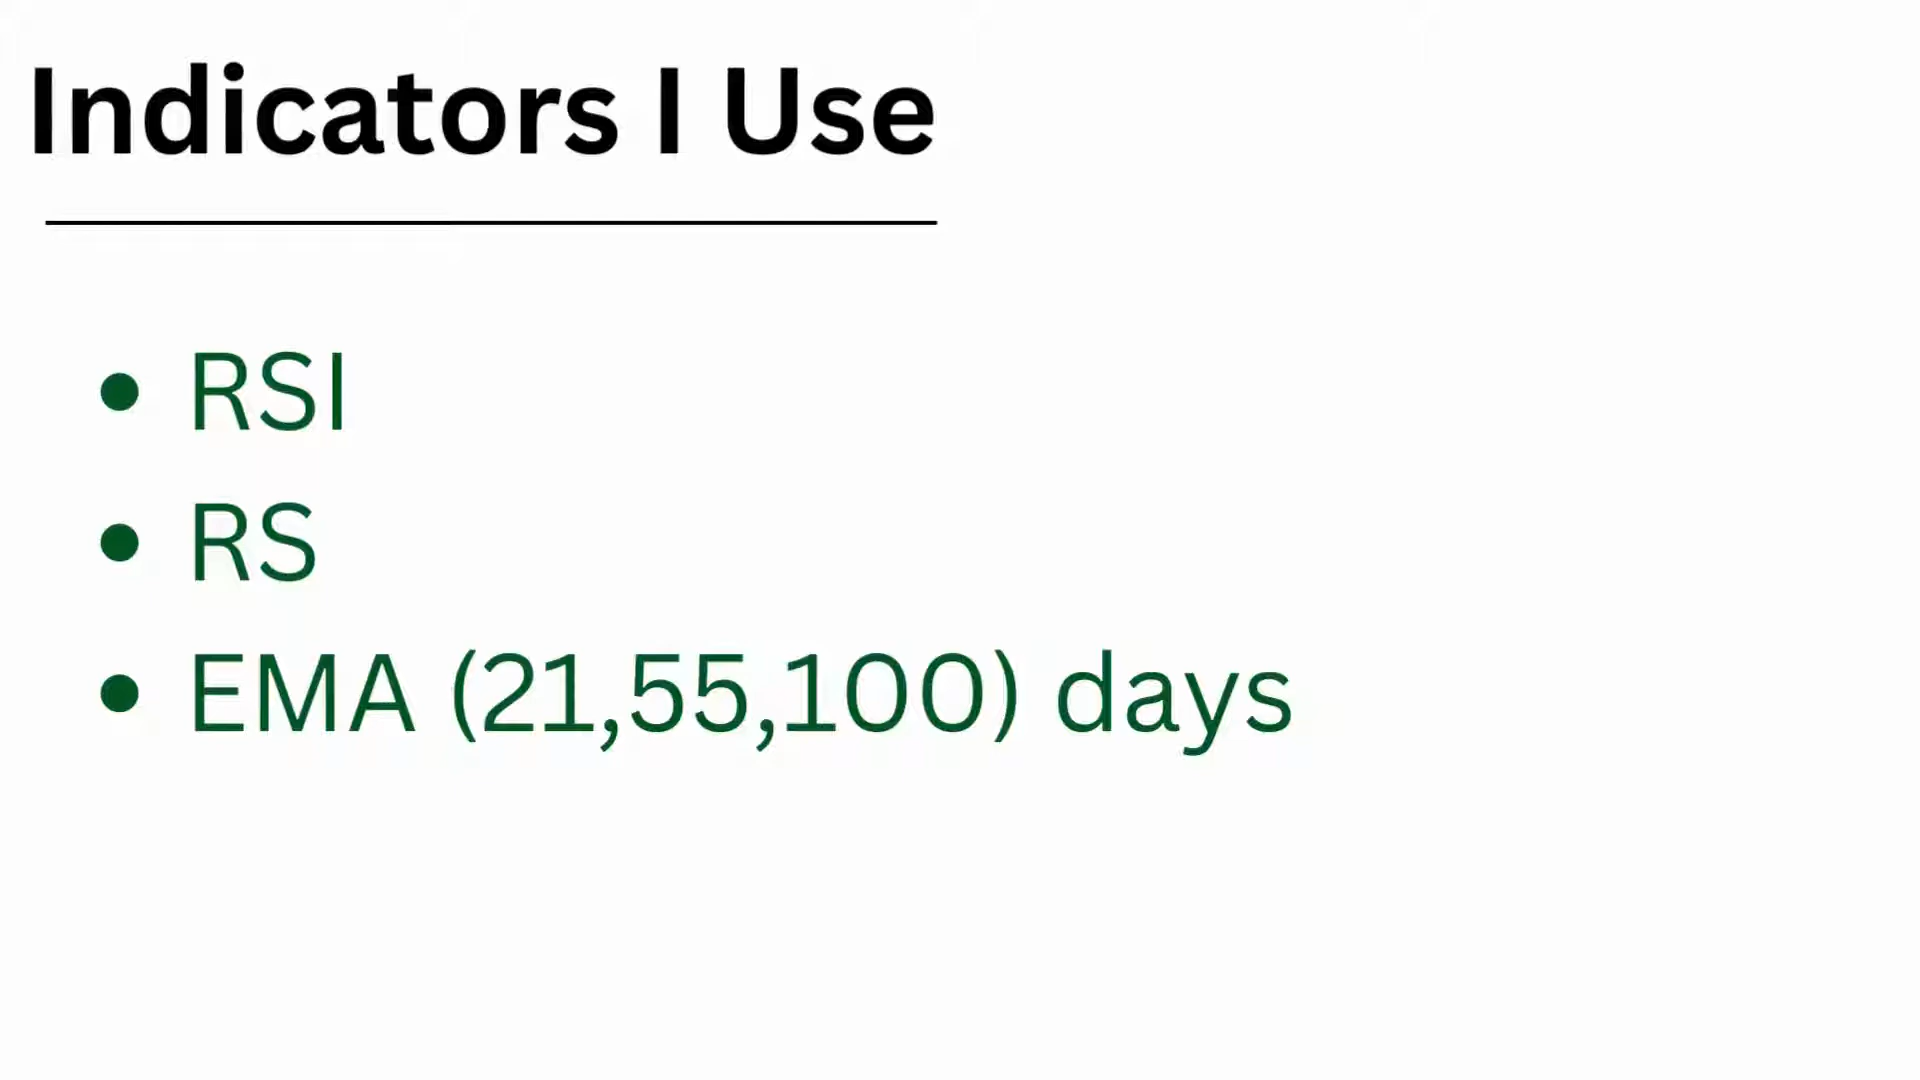 Indicators I Use
• RSI
• RS
• EMA (21,55,100) days